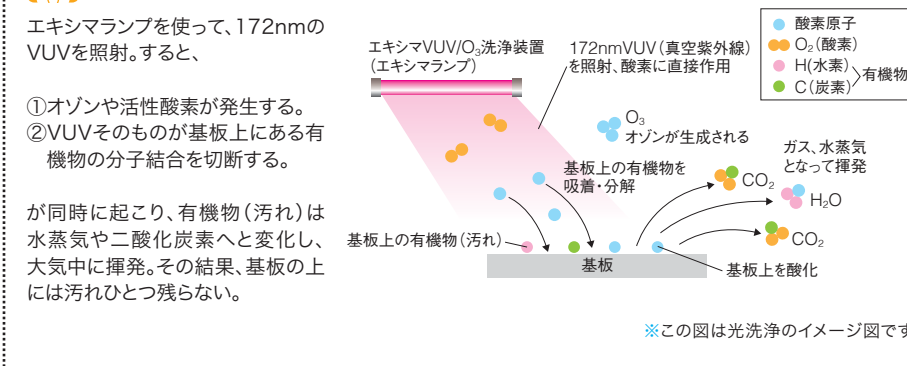 エキシマランプを使って、172nmの
VUVを照射。すると、
①オゾンや活性酸素が発生する。
②VUVそのものが基板上にある有
機物の分子結合を切断する。
が同時に起こり、有機物（汚れ）は
水蒸気や二酸化炭素へと変化し、
大気中に揮発。その結果、基板の上
には汚れひとつ残らない。
エキシマVUV/O₃洗浄装置
（エキシマランプ）
172nmVUV（真空紫外線）
を照射、酸素に直接作用
酸素原子
O₂（酸素）
H(水素)
C（炭素）
有機物
O₃
オゾンが生成される
基板上の有機物を
吸着・分解
ガス、水蒸気
となって揮発
CO₂
H₂O
CO₂
基板上の有機物（汚れ）
基板
基板上を酸化
※この図は光洗浄のイメージ図です